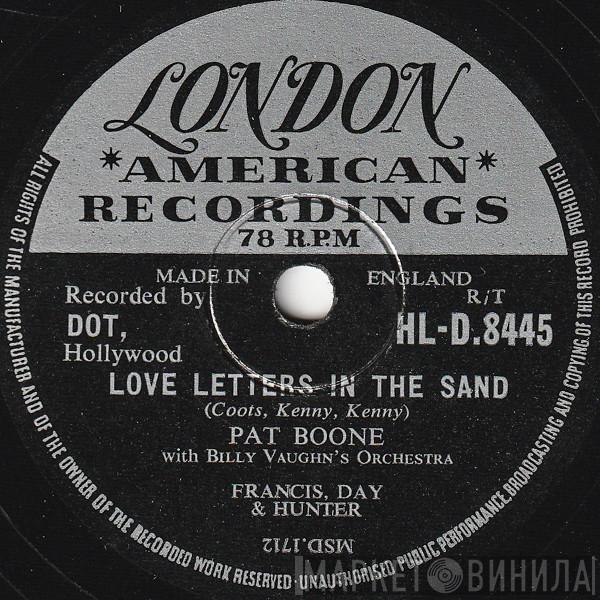 LONDON
*AMERICAN*
RECORDINGS
78 R.P.M
MADE IN ENGLAND
Recorded by
DOT,
Hollywood
R/T
HL-D.8445
LOVE LETTERS IN THE SAND
(Coots, Kenny, Kenny)
PAT BOONE
with BILLY VAUGHN'S ORCHESTRA
FRANCIS, DAY
& HUNTER
MSD.1712
ALL RIGHTS OF THE MANUFACTURER AND OF THE OWNER OF THE RECORDED WORK RESERVED · UNAUTHORISED PUBLIC PERFORMANCE, BROADCASTING AND COPYING OF THIS RECORD PROHIBITED
МАРКЕТ ВИНИЛА